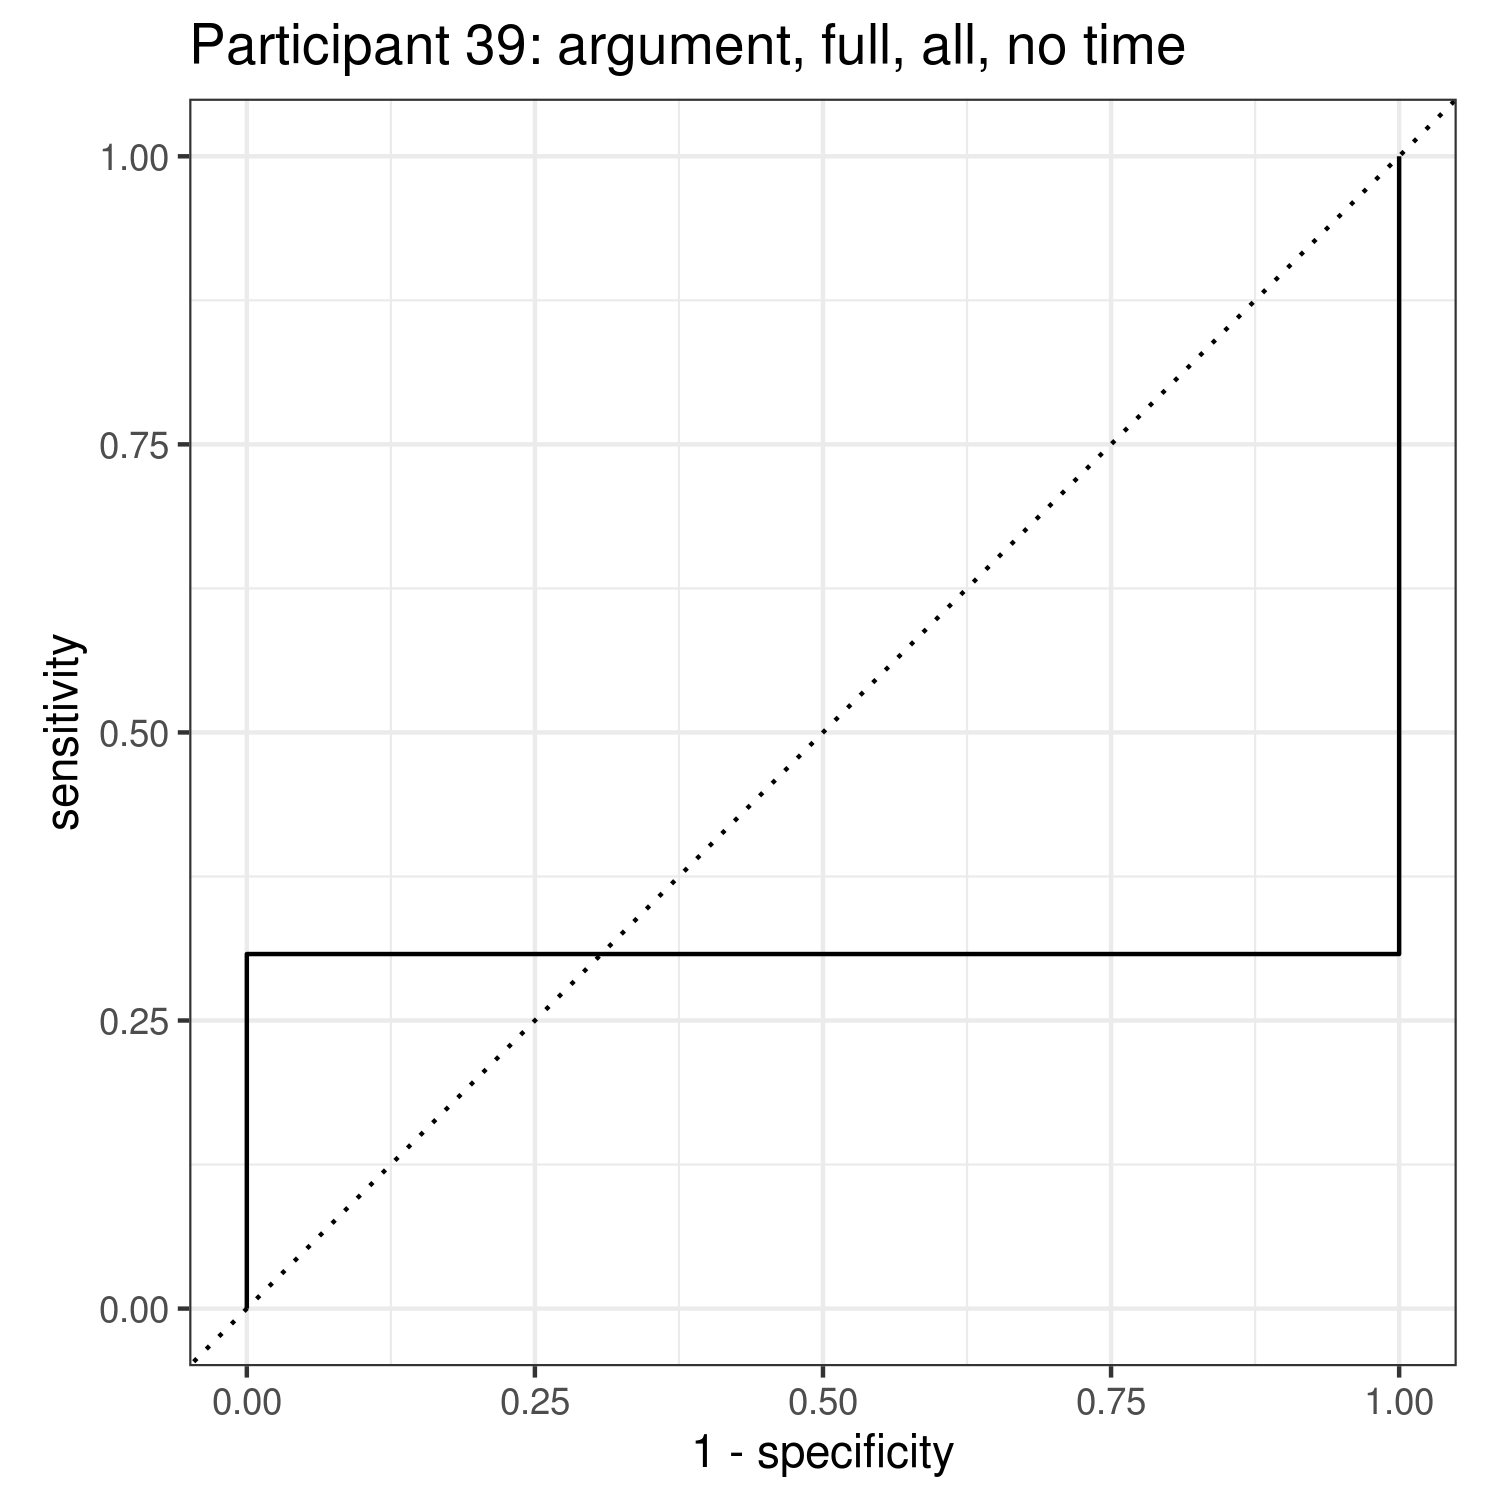 Participant 39: argument, full, all, no time
1.00
0.75
0.50
0.25
0.00
sensitivity
0.00 0.25 0.50 0.75 1.00
1 - specificity